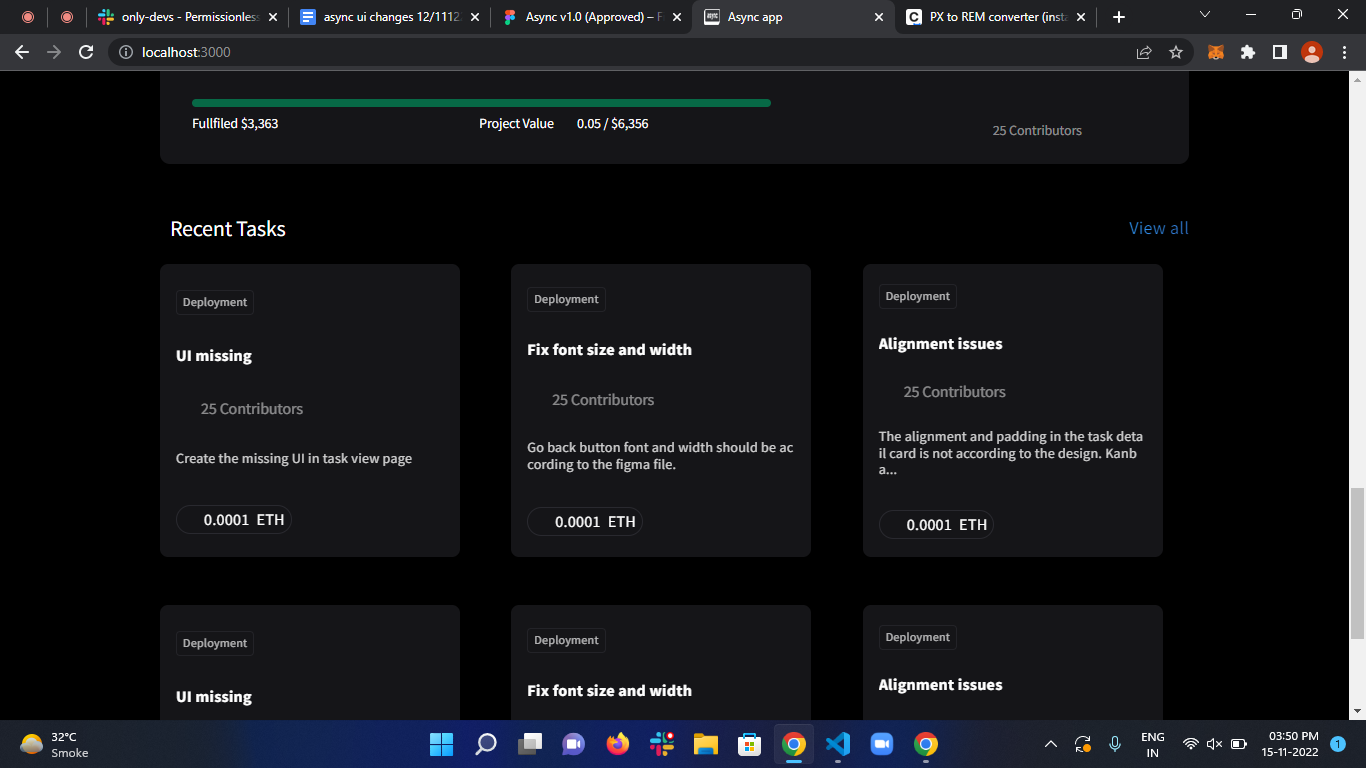 only-devs - Permissionless
async ui changes 12/1112
Async v1.0 (Approved) – F
Async app
PX to REM converter (insta
localhost:3000
Fullfiled $3,363
Project Value 0.05 / $6,356
25 Contributors
Recent Tasks
View all
Deployment
UI missing
25 Contributors
Create the missing UI in task view page
0.0001 ETH
Deployment
Fix font size and width
25 Contributors
Go back button font and width should be ac
cording to the figma file.
0.0001 ETH
Deployment
Alignment issues
25 Contributors
The alignment and padding in the task deta
il card is not according to the design. Kanb
a...
0.0001 ETH
Deployment
UI missing
Deployment
Fix font size and width
Deployment
Alignment issues
32°C
Smoke
ENG
IN
03:50 PM
15-11-2022
1